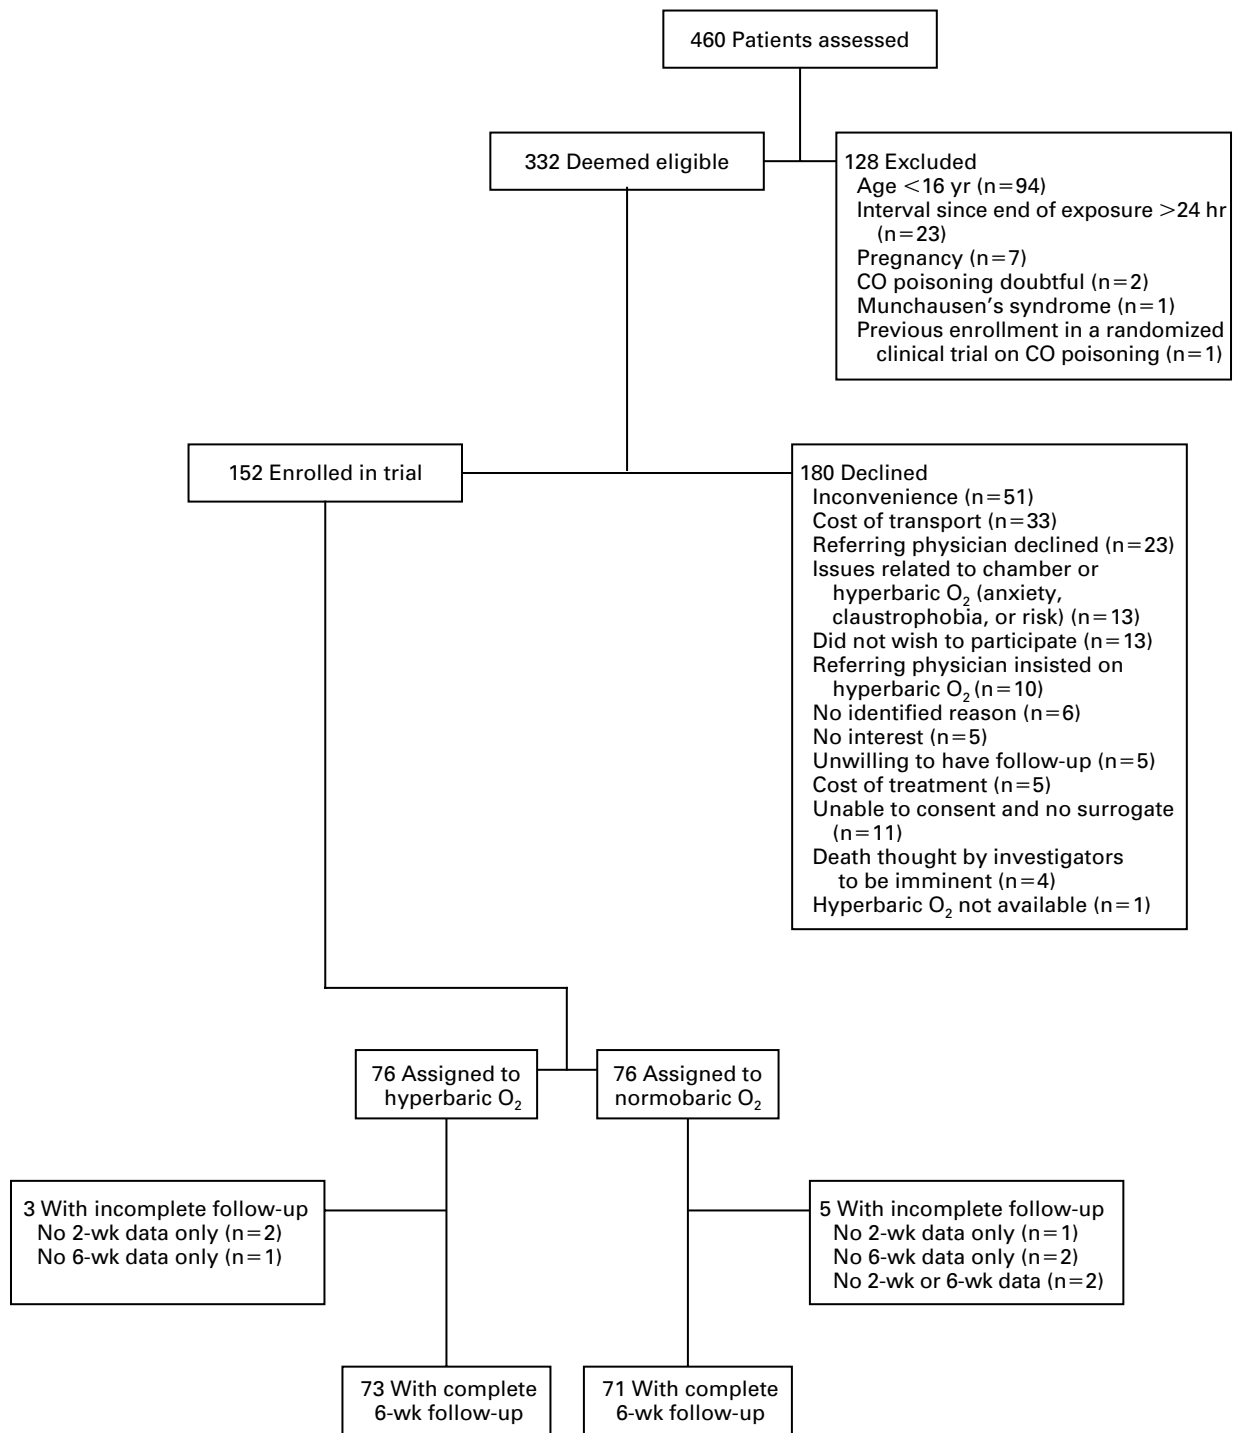 460 Patients assessed
332 Deemed eligible
128 Excluded
Age <16 yr (n=94)
Interval since end of exposure >24 hr
(n=23)
Pregnancy (n=7)
CO poisoning doubtful (n=2)
Munchausen's syndrome (n=1)
Previous enrollment in a randomized
clinical trial on CO poisoning (n=1)
152 Enrolled in trial
180 Declined
Inconvenience (n=51)
Cost of transport (n=33)
Referring physician declined (n=23)
Issues related to chamber or
hyperbaric O₂ (anxiety,
claustrophobia, or risk) (n=13)
Did not wish to participate (n=13)
Referring physician insisted on
hyperbaric O₂ (n=10)
No identified reason (n=6)
No interest (n=5)
Unwilling to have follow-up (n=5)
Cost of treatment (n=5)
Unable to consent and no surrogate
(n=11)
Death thought by investigators
to be imminent (n=4)
Hyperbaric O₂ not available (n=1)
76 Assigned to
hyperbaric O₂
76 Assigned to
normobaric O₂
3 With incomplete follow-up
No 2-wk data only (n=2)
No 6-wk data only (n=1)
5 With incomplete follow-up
No 2-wk data only (n=1)
No 6-wk data only (n=2)
No 2-wk or 6-wk data (n=2)
73 With complete
6-wk follow-up
71 With complete
6-wk follow-up